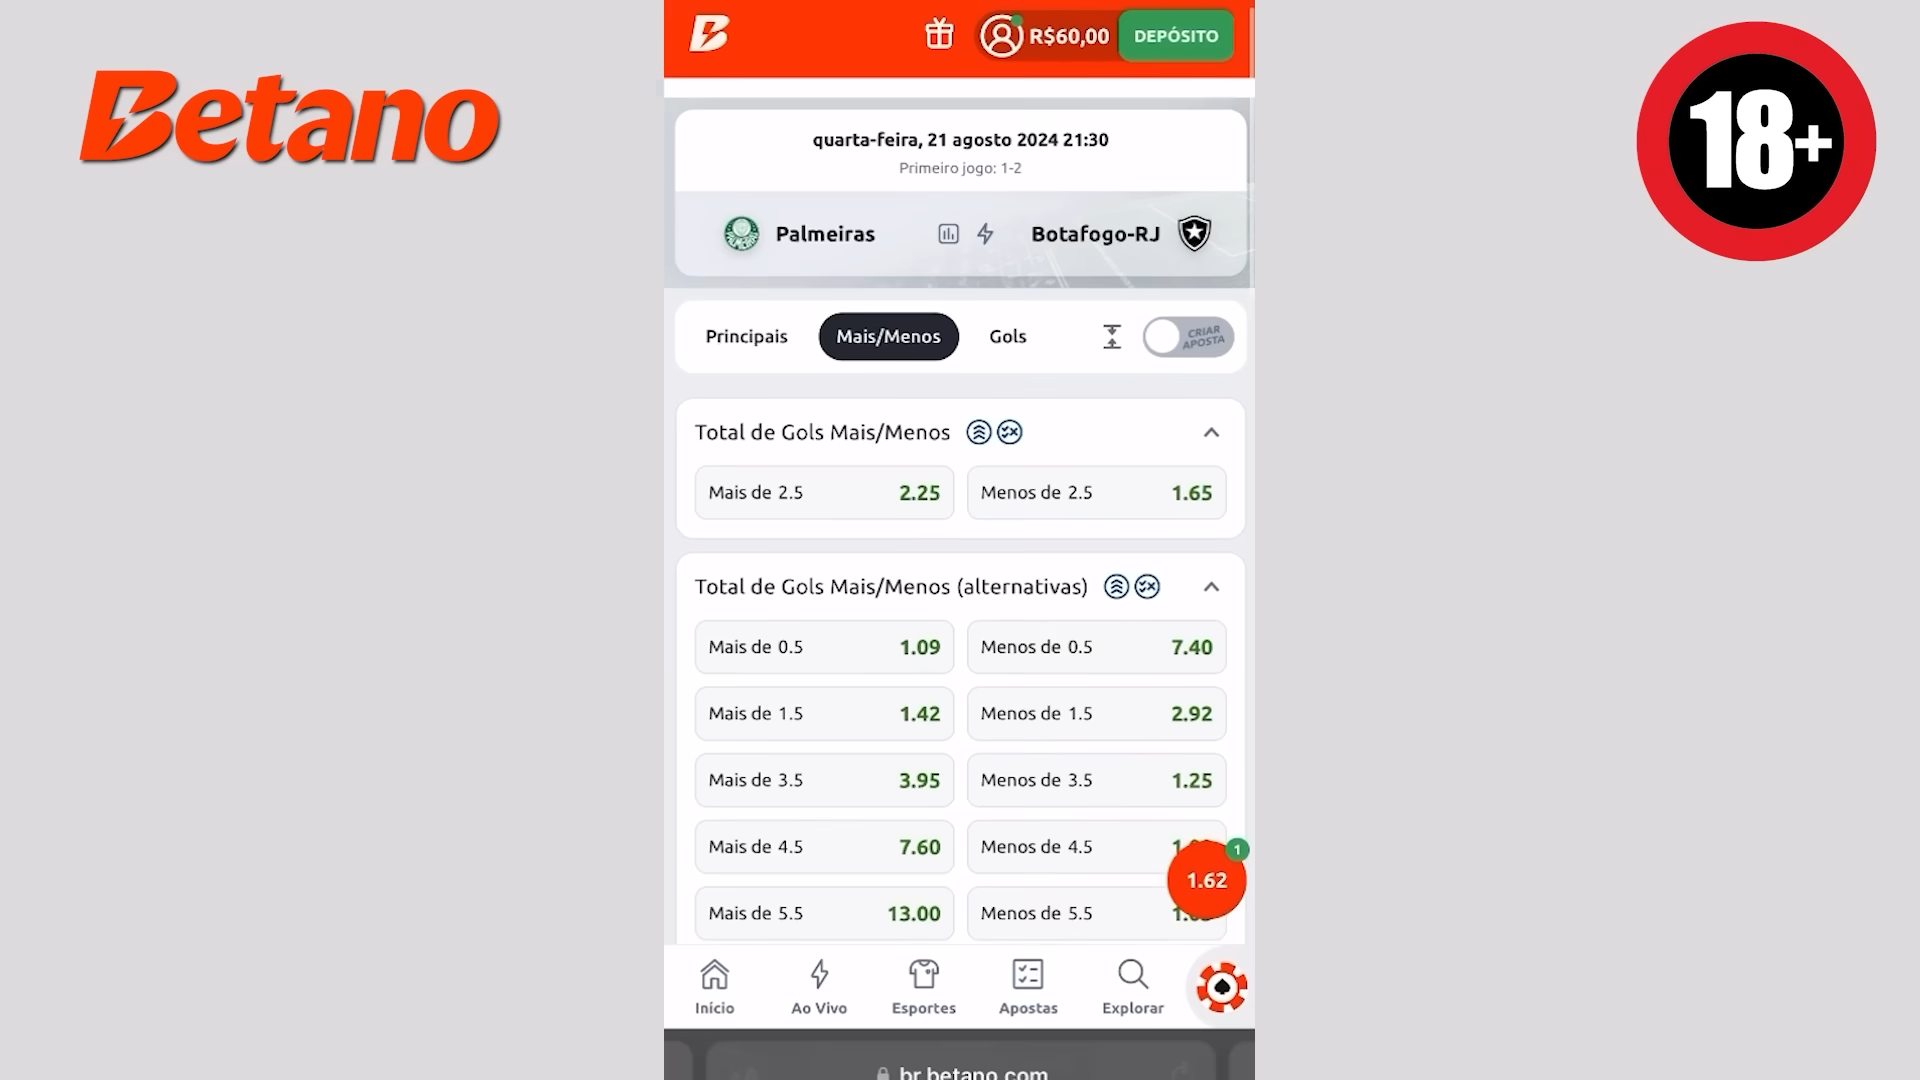 Betano
18+
R$60,00
DEPÓSITO
quarta-feira, 21 agosto 2024 21:30
Primeiro jogo: 1-2
Palmeiras
Botafogo-RJ
Principais
Mais/Menos
Gols
CRIAR
APOSTA
Total de Gols Mais/Menos
Mais de 2.5 2.25
Menos de 2.5 1.65
Total de Gols Mais/Menos (alternativas)
Mais de 0.5 1.09
Menos de 0.5 7.40
Mais de 1.5 1.42
Menos de 1.5 2.92
Mais de 3.5 3.95
Menos de 3.5 1.25
Mais de 4.5 7.60
Menos de 4.5
1
1.62
Mais de 5.5 13.00
Menos de 5.5
Início
Ao Vivo
Esportes
Apostas
Explorar
br.betano.com